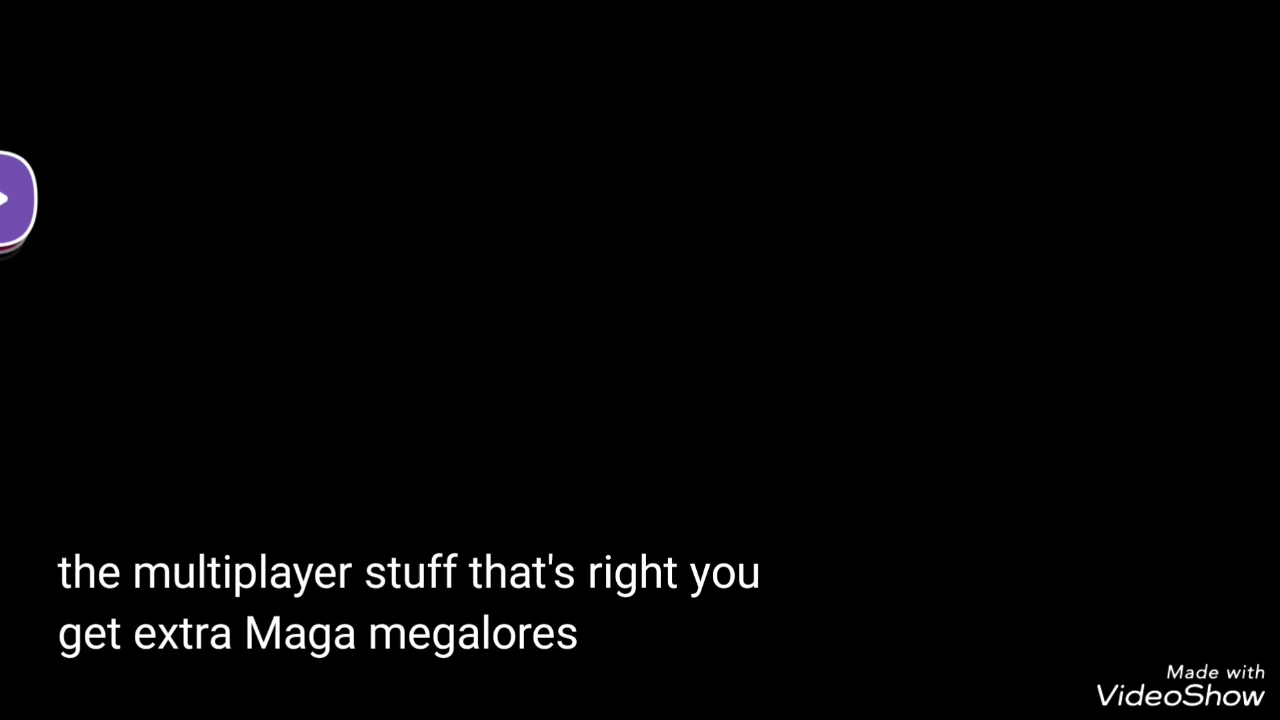 the multiplayer stuff that's right you
get extra Maga megalores
Made with
VideoShow